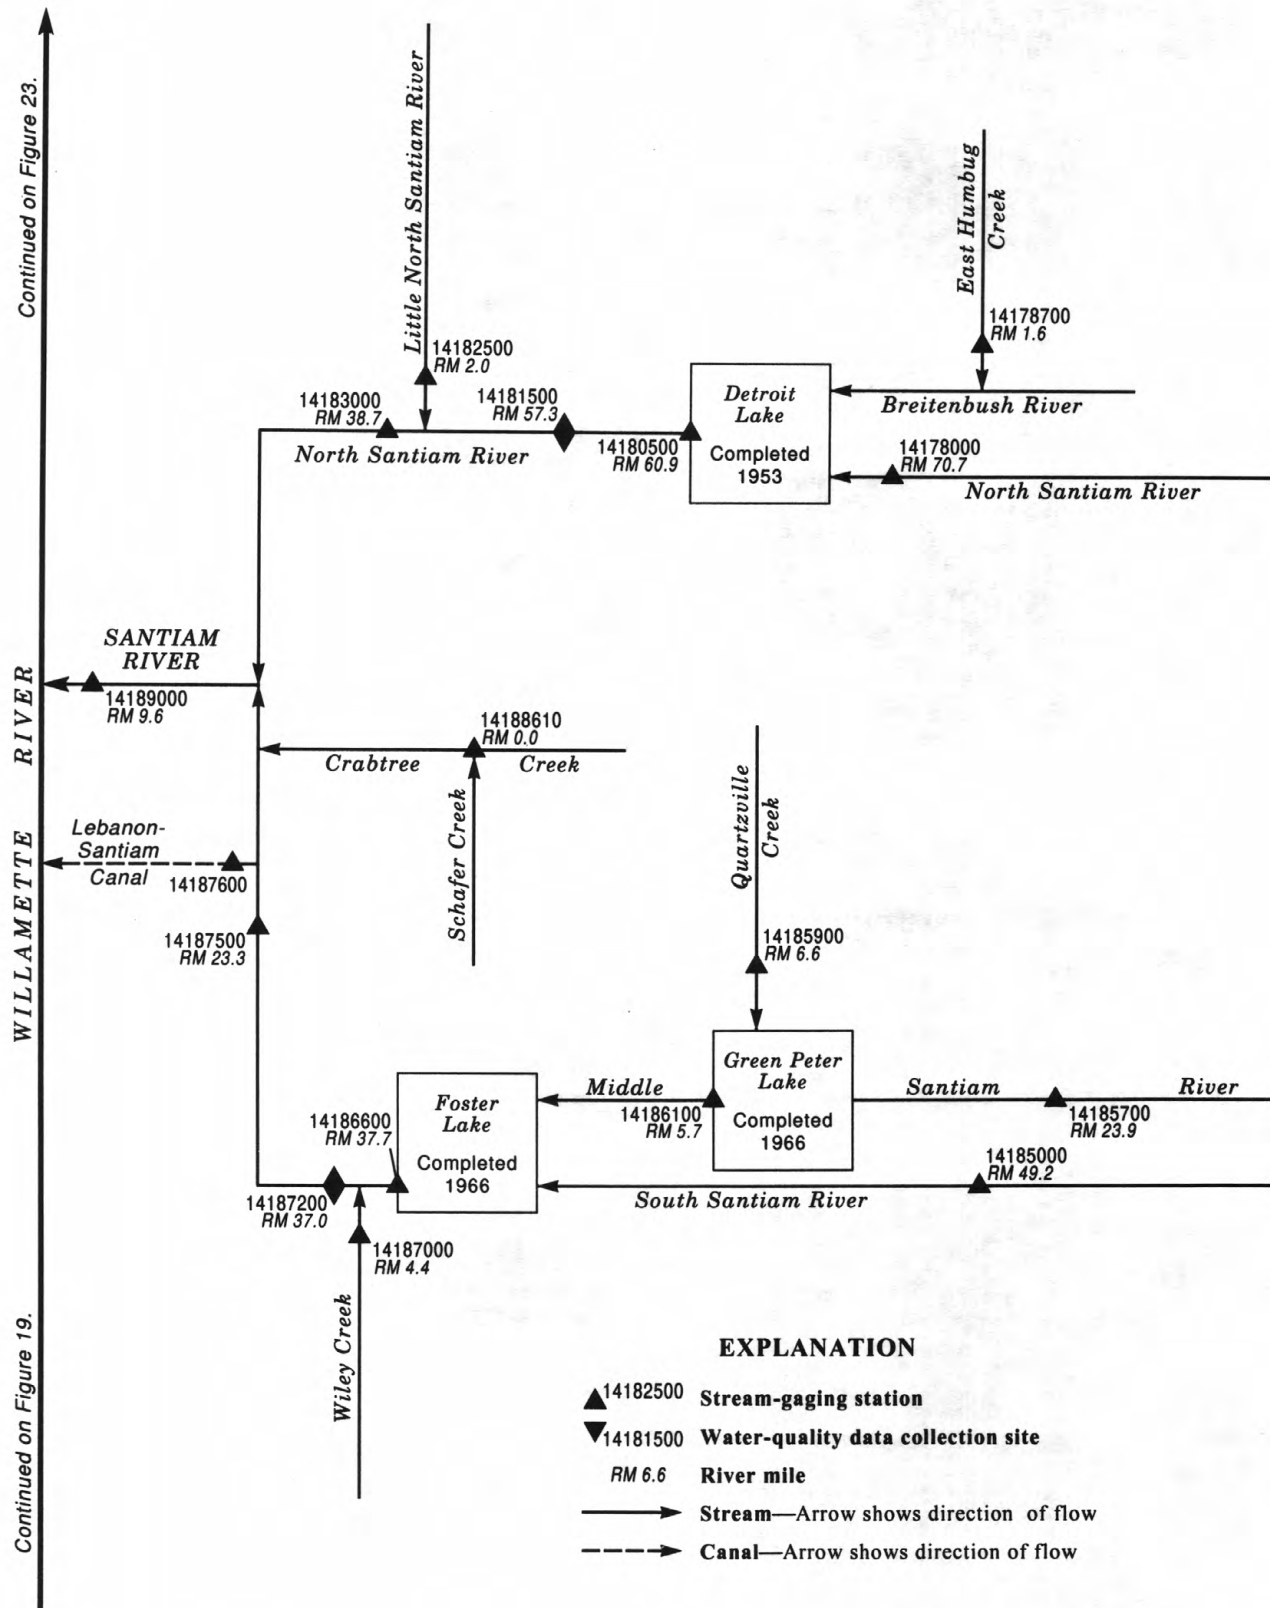 Continued on Figure 23.
Little North Santiam River
East Humbug
Creek
14178700
RM 1.6
14182500
RM 2.0
14183000
RM 38.7
14181500
RM 57.3
14180500
RM 60.9
Detroit
Lake
Completed
1953
Breitenbush River
14178000
RM 70.7
North Santiam River
North Santiam River
SANTIAM
RIVER
14189000
RM 9.6
14188610
RM 0.0
Crabtree Creek
Schafer Creek
Quartzville
Creek
WILLAMETTE RIVER
Lebanon-
Santiam
Canal
14187600
14187500
RM 23.3
14185900
RM 6.6
Green Peter
Lake
Completed
1966
Middle Santiam River
14186100
RM 5.7
14185700
RM 23.9
Foster
Lake
Completed
1966
14186600
RM 37.7
14185000
RM 49.2
South Santiam River
14187200
RM 37.0
14187000
RM 4.4
Wiley Creek
Continued on Figure 19.
EXPLANATION
14182500 Stream-gaging station
14181500 Water-quality data collection site
RM 6.6 River mile
Stream—Arrow shows direction of flow
Canal—Arrow shows direction of flow